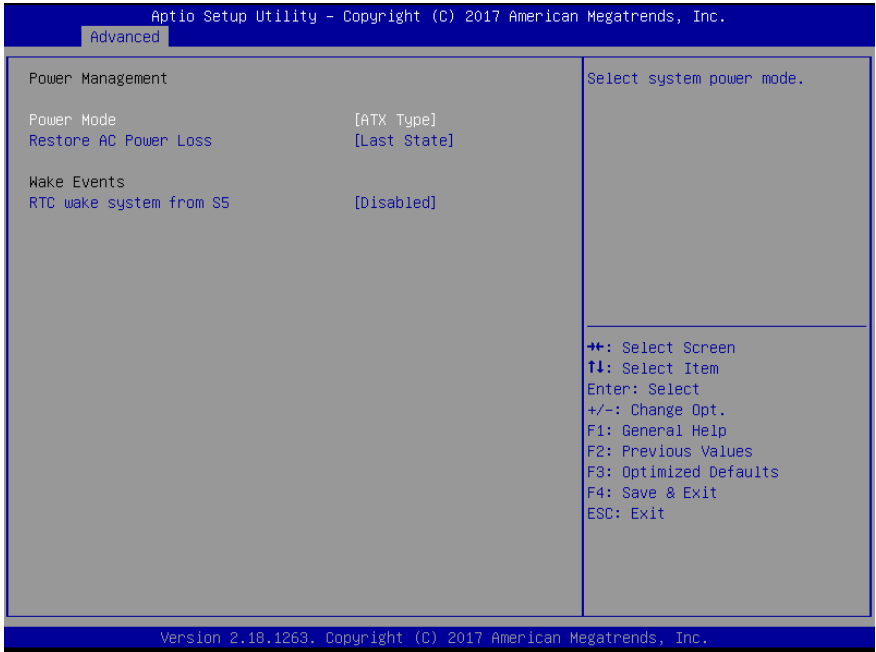 Aptio Setup Utility – Copyright (C) 2017 American Megatrends, Inc.
Advanced
Power Management
Power Mode [ATX Type]
Restore AC Power Loss [Last State]
Wake Events
RTC wake system from S5 [Disabled]
Select system power mode.
→←: Select Screen
↑↓: Select Item
Enter: Select
+/-: Change Opt.
F1: General Help
F2: Previous Values
F3: Optimized Defaults
F4: Save & Exit
ESC: Exit
Version 2.18.1263. Copyright (C) 2017 American Megatrends, Inc.